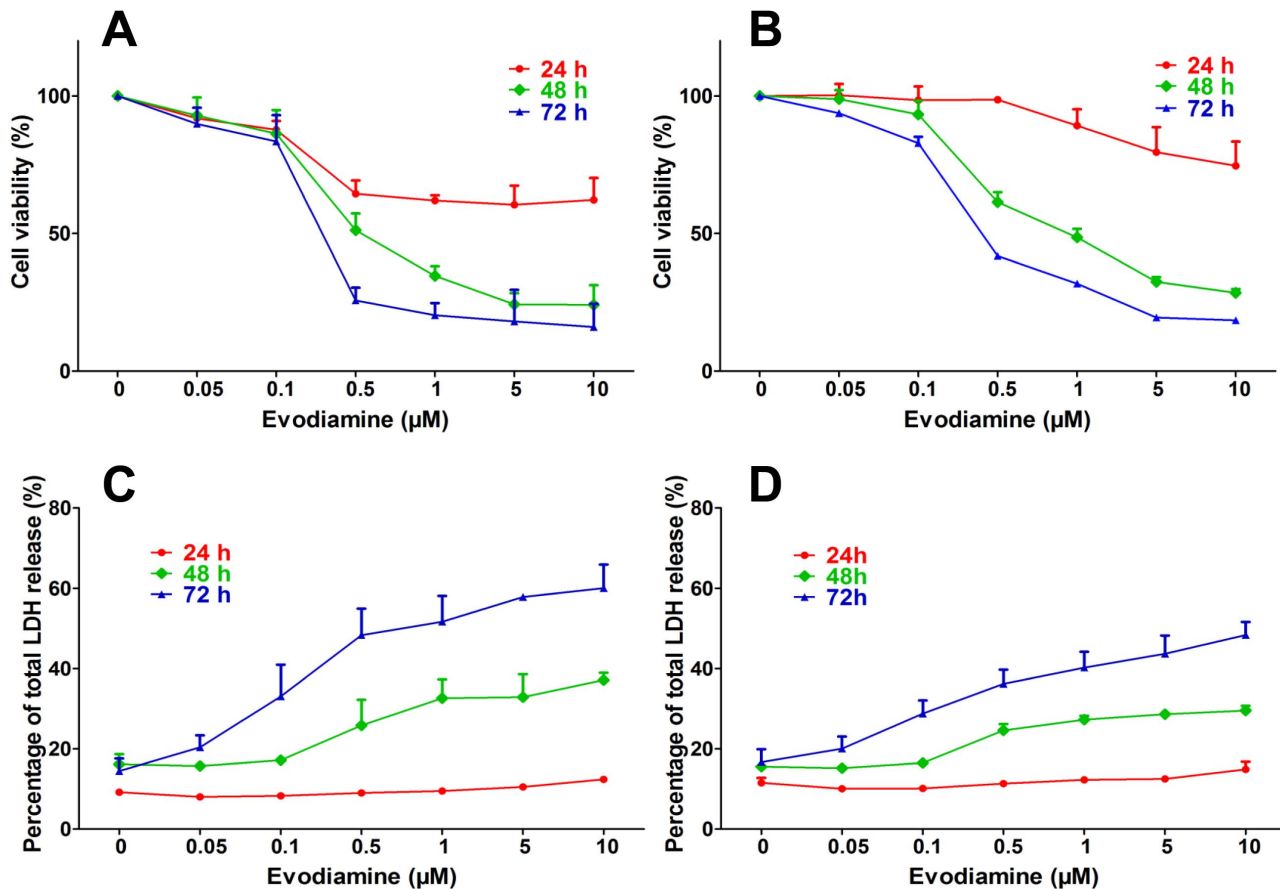 A
24 h
48 h
72 h
Cell viability (%)
100
50
0
0 0.05 0.1 0.5 1 5 10
Evodiamine (µM)
B
24 h
48 h
72 h
Cell viability (%)
100
50
0
0 0.05 0.1 0.5 1 5 10
Evodiamine (µM)
C
24 h
48 h
72 h
Percentage of total LDH release (%)
80
60
40
20
0
0 0.05 0.1 0.5 1 5 10
Evodiamine (µM)
D
24h
48h
72h
Percentage of total LDH release (%)
80
60
40
20
0
0 0.05 0.1 0.5 1 5 10
Evodiamine (µM)